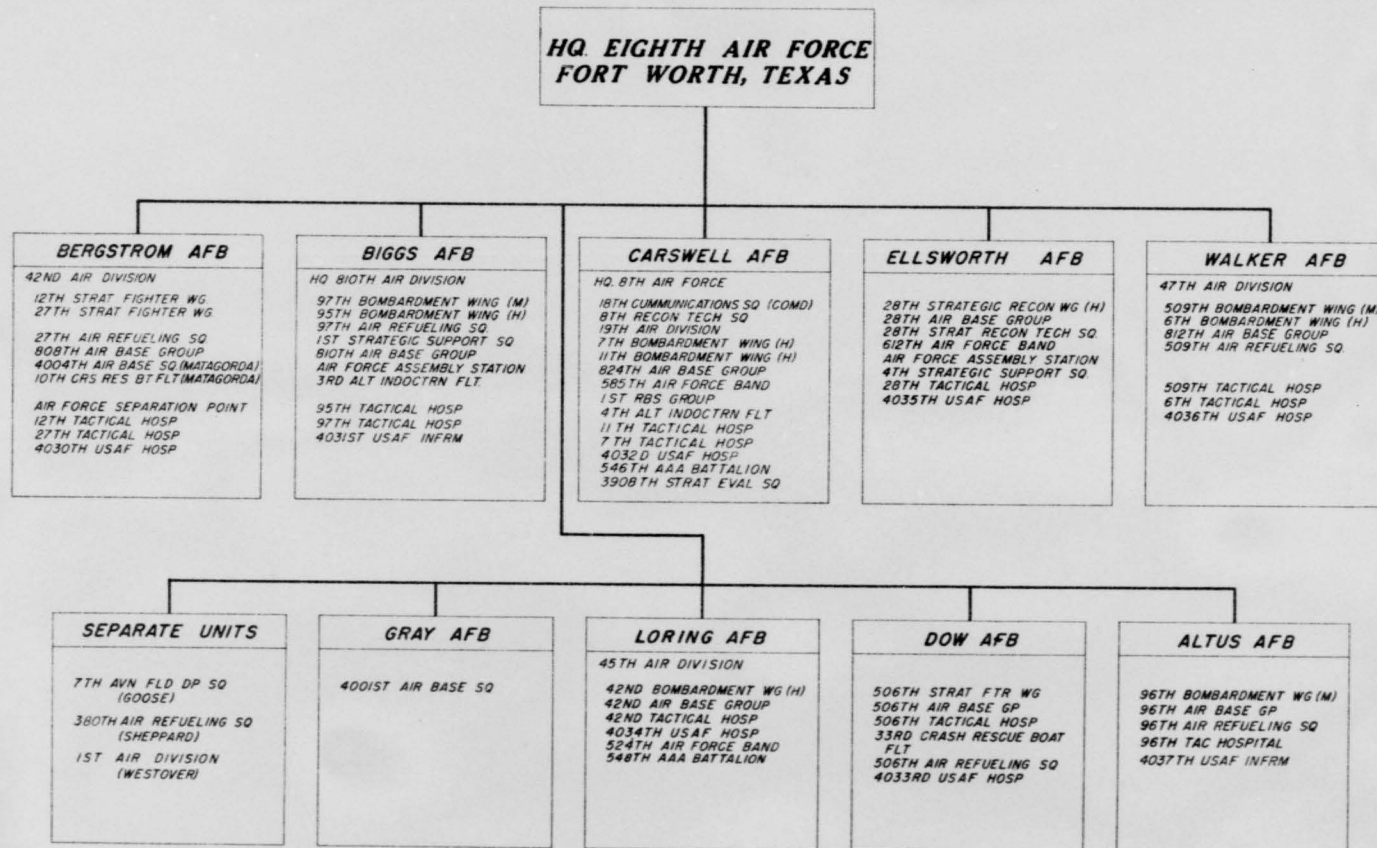 HQ. EIGHTH AIR FORCE
FORT WORTH, TEXAS
BERGSTROM AFB
42ND AIR DIVISION
12TH STRAT FIGHTER WG.
27TH STRAT FIGHTER WG.
27TH AIR REFUELING SQ.
808TH AIR BASE GROUP
4004TH AIR BASE SQ.(MATAGORDA)
10TH CRS RES BT FLT(MATAGORDA)
AIR FORCE SEPARATION POINT
12TH TACTICAL HOSP
27TH TACTICAL HOSP
4030TH USAF HOSP
BIGGS AFB
HQ 810TH AIR DIVISION
97TH BOMBARDMENT WING (M)
95TH BOMBARDMENT WING (H)
97TH AIR REFUELING SQ.
1ST STRATEGIC SUPPORT SQ
810TH AIR BASE GROUP
AIR FORCE ASSEMBLY STATION
3RD ALT INDOCTRN FLT.
95TH TACTICAL HOSP
97TH TACTICAL HOSP
4031ST USAF INFRM
CARSWELL AFB
HQ. 8TH AIR FORCE
18TH CUMMUNICATIONS SQ (COMD)
8TH RECON TECH SQ
19TH AIR DIVISION
7TH BOMBARDMENT WING (H)
11TH BOMBARDMENT WING (H)
824TH AIR BASE GROUP
585TH AIR FORCE BAND
1ST RBS GROUP
4TH ALT INDOCTRN FLT
11TH TACTICAL HOSP
7TH TACTICAL HOSP
4032D USAF HOSP
546TH AAA BATTALION
3908TH STRAT EVAL SQ
ELLSWORTH AFB
28TH STRATEGIC RECON WG (H)
28TH AIR BASE GROUP
28TH STRAT RECON TECH SQ.
612TH AIR FORCE BAND
AIR FORCE ASSEMBLY STATION
4TH STRATEGIC SUPPORT SQ.
28TH TACTICAL HOSP
4035TH USAF HOSP
WALKER AFB
47TH AIR DIVISION
509TH BOMBARDMENT WING (M)
6TH BOMBARDMENT WING (H)
812TH AIR BASE GROUP
509TH AIR REFUELING SQ.
509TH TACTICAL HOSP
6TH TACTICAL HOSP
4036TH USAF HOSP
SEPARATE UNITS
7TH AVN FLD DP SQ
(GOOSE)
380TH AIR REFUELING SQ
(SHEPPARD)
1ST AIR DIVISION
(WESTOVER)
GRAY AFB
4001ST AIR BASE SQ
LORING AFB
45TH AIR DIVISION
42ND BOMBARDMENT WG (H)
42ND AIR BASE GROUP
42ND TACTICAL HOSP
4034TH USAF HOSP
524TH AIR FORCE BAND
548TH AAA BATTALION
DOW AFB
506TH STRAT FTR WG
506TH AIR BASE GP
506TH TACTICAL HOSP
33RD CRASH RESCUE BOAT
FLT
506TH AIR REFUELING SQ
4033RD USAF HOSP
ALTUS AFB
96TH BOMBARDMENT WG (M)
96TH AIR BASE GP
96TH AIR REFUELING SQ
96TH TAC HOSPITAL
4037TH USAF INFRM